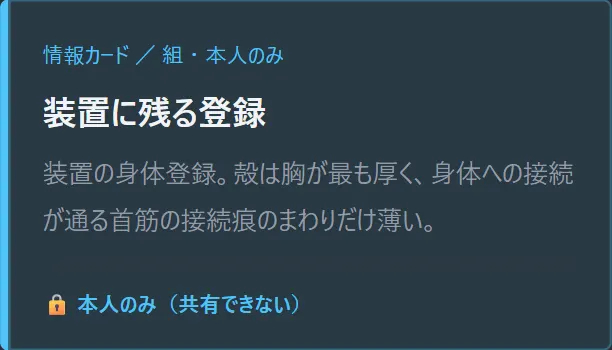 情報カード ／ 組 · 本人のみ
装置に残る登録
装置の身体登録。殻は胸が最も厚く、身体への接続
が通る首筋の接続痕のまわりだけ薄い。
🔒 本人のみ（共有できない）